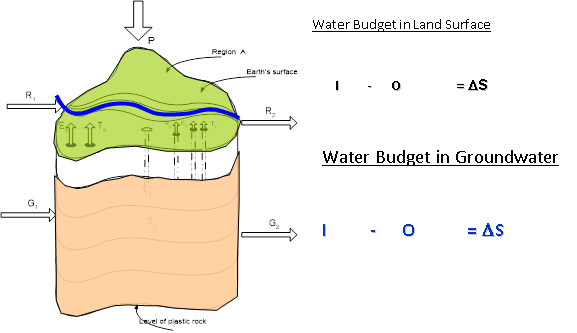 Water Budget in Land Surface
P
Region A
Earth's surface
I - O = ΔS
R1
R2
Water Budget in Groundwater
G1
I - O = ΔS
G2
Level of plastic rock